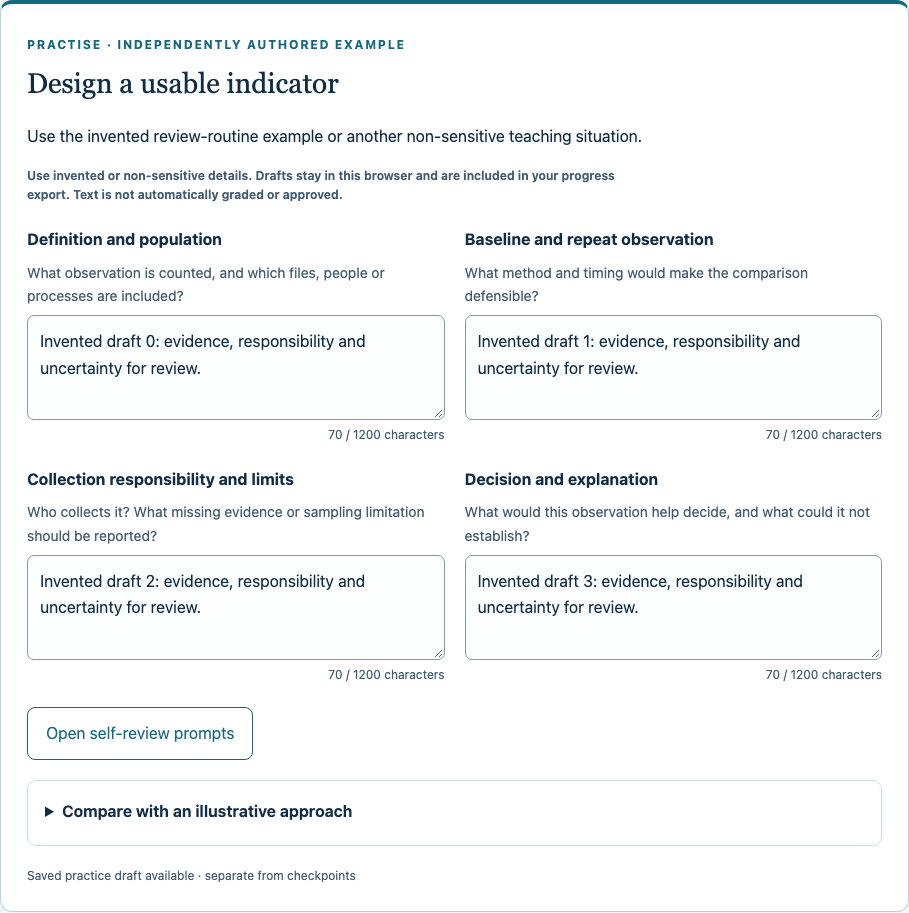 PRACTISE · INDEPENDENTLY AUTHORED EXAMPLE
Design a usable indicator
Use the invented review-routine example or another non-sensitive teaching situation.
Use invented or non-sensitive details. Drafts stay in this browser and are included in your progress
export. Text is not automatically graded or approved.
Definition and population
What observation is counted, and which files, people or
processes are included?
Invented draft 0: evidence, responsibility and
uncertainty for review.
70 / 1200 characters
Baseline and repeat observation
What method and timing would make the comparison
defensible?
Invented draft 1: evidence, responsibility and
uncertainty for review.
70 / 1200 characters
Collection responsibility and limits
Who collects it? What missing evidence or sampling limitation
should be reported?
Invented draft 2: evidence, responsibility and
uncertainty for review.
70 / 1200 characters
Decision and explanation
What would this observation help decide, and what could it not
establish?
Invented draft 3: evidence, responsibility and
uncertainty for review.
70 / 1200 characters
Open self-review prompts
Compare with an illustrative approach
Saved practice draft available · separate from checkpoints